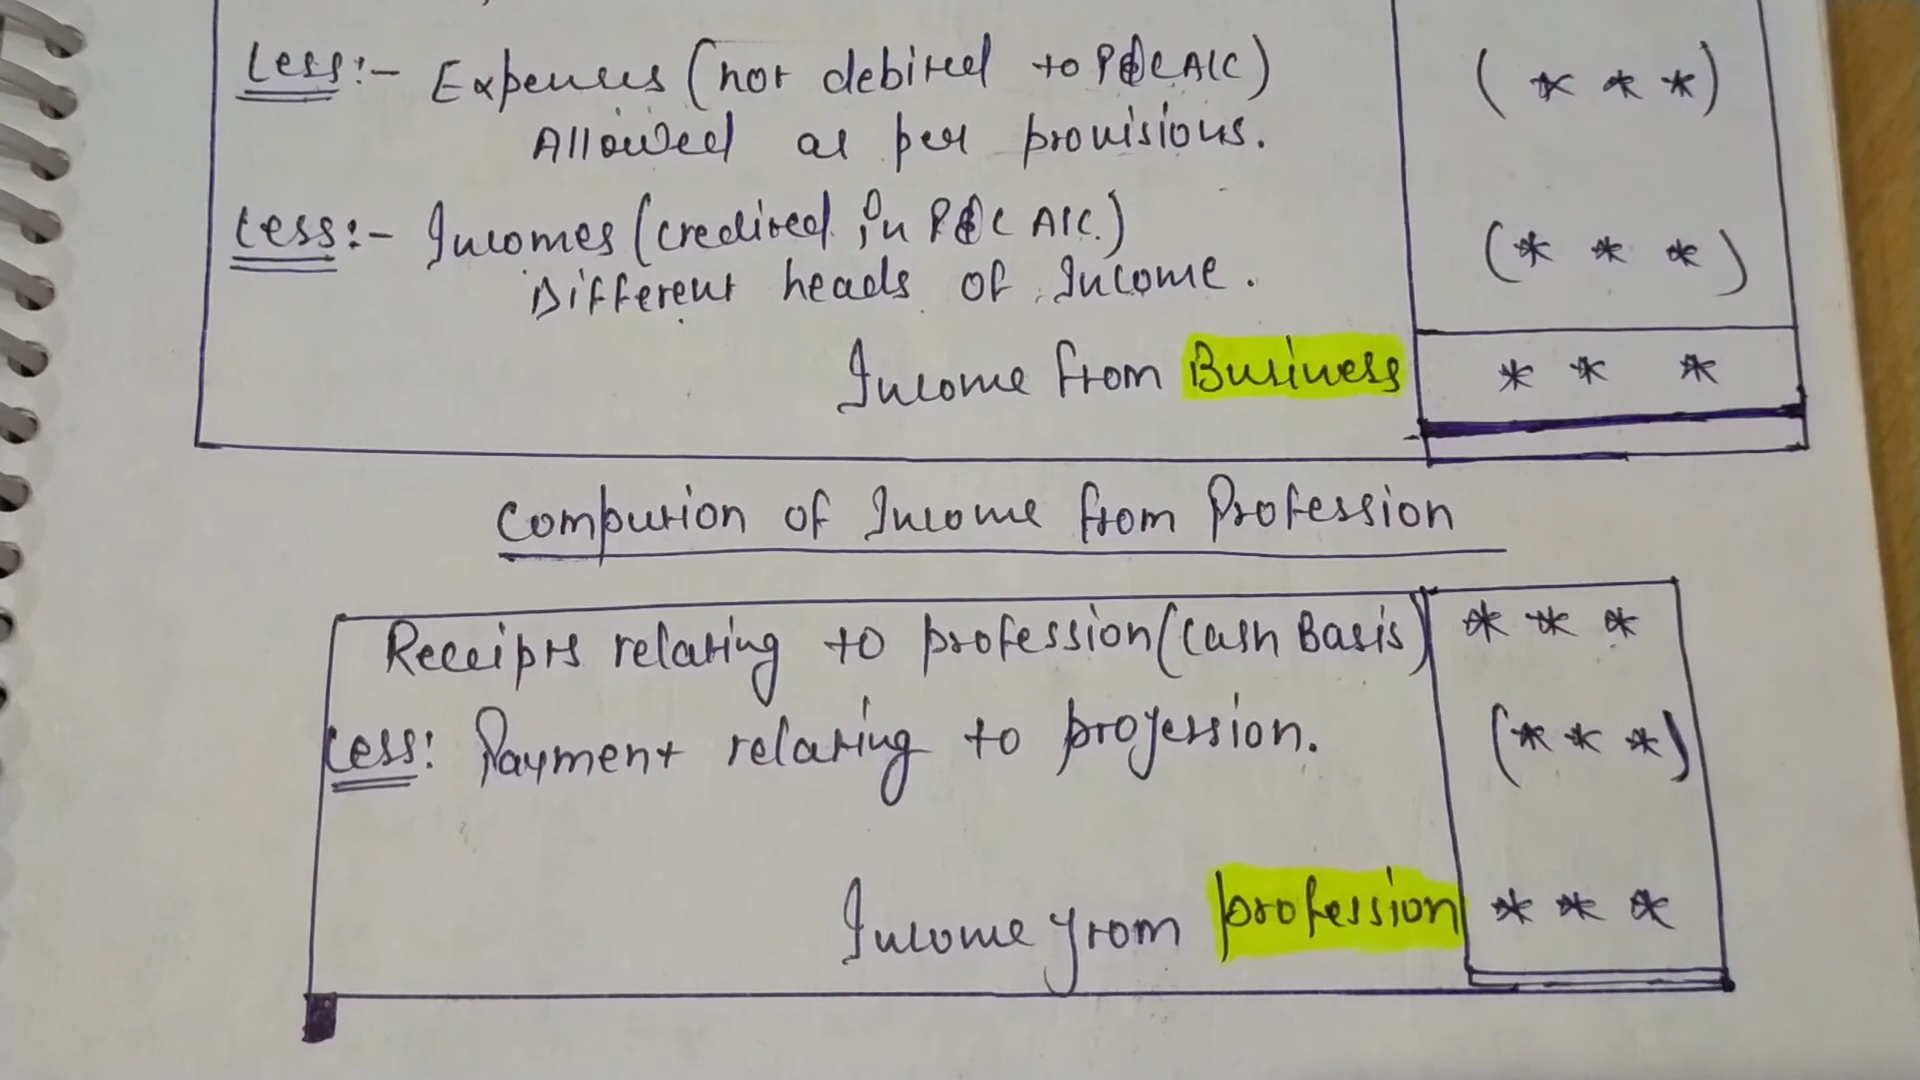 Less:- Expenses (not debited to P&L A/C) (***)
Allowed as per provisions.
Less:- Incomes (credited in P&L A/C.) (***)
Different heads of Income.
Income from Business ***
Compution of Income from Profession
Receipts relating to profession (Cash Basis) ***
Less: Payment relating to profession. (***)
Income from profession ***